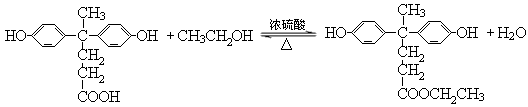 CH₃ CH₃
HO C OH + CH₃CH₂OH 浓硫酸 △ HO C OH + H₂O
CH₂ CH₂
CH₂ CH₂
COOH COOCH₂CH₃